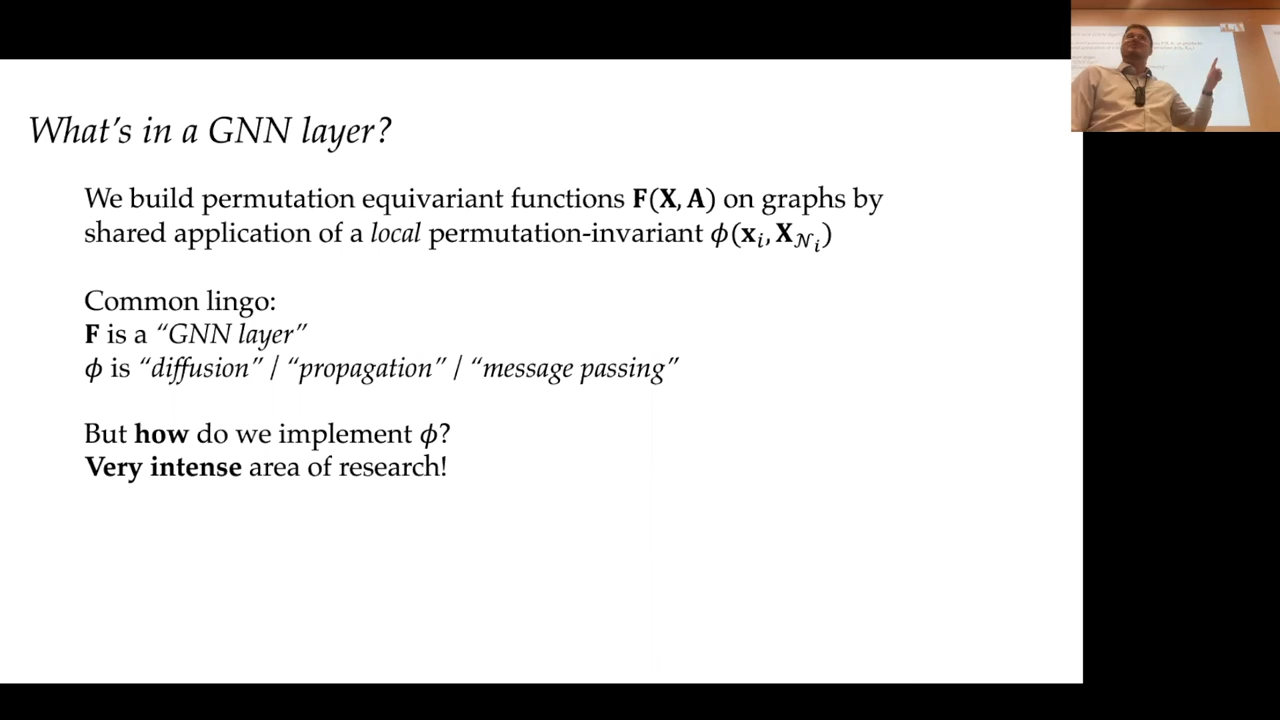 What's in a GNN layer?
We build permutation equivariant functions F(X, A) on graphs by
shared application of a local permutation-invariant ϕ(xᵢ, X_𝒩ᵢ)
Common lingo:
F is a “GNN layer”
ϕ is “diffusion” / “propagation” / “message passing”
But how do we implement ϕ?
Very intense area of research!